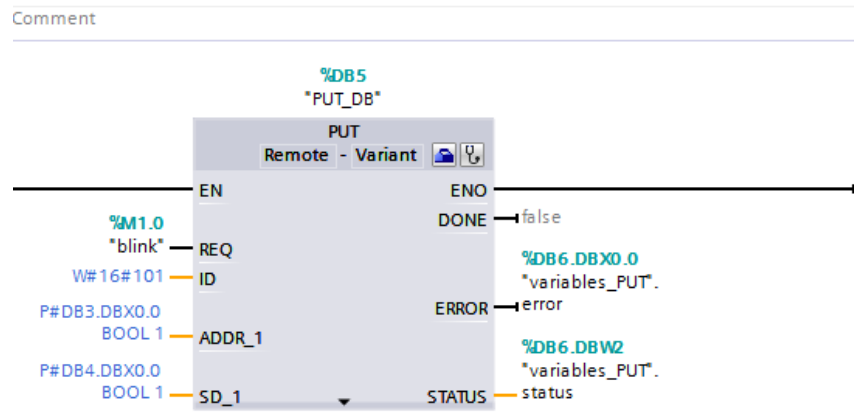 Comment
%DB5
"PUT_DB"
PUT
Remote - Variant
EN
ENO
DONE
false
%M1.0
"blink"
REQ
W#16#101
ID
%DB6.DBX0.0
"variables_PUT".
error
ERROR
P#DB3.DBX0.0
BOOL 1
ADDR_1
%DB6.DBW2
"variables_PUT".
status
STATUS
P#DB4.DBX0.0
BOOL 1
SD_1